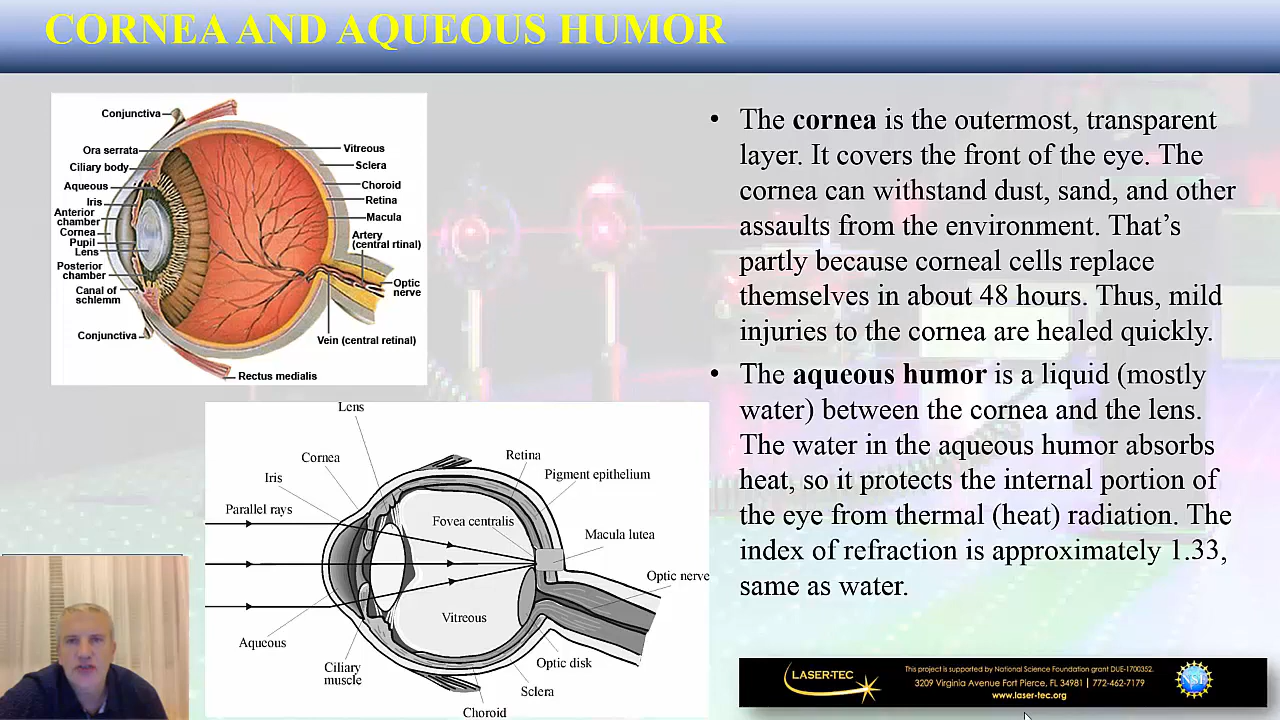 CORNEA AND AQUEOUS HUMOR
Conjunctiva
Ora serrata
Ciliary body
Aqueous
Iris
Anterior
chamber
Cornea
Pupil
Lens
Posterior
chamber
Canal of
schlemm
Conjunctiva
Vitreous
Sclera
Choroid
Retina
Macula
Artery
(central rtinal)
Optic
nerve
Vein (central retinal)
Rectus medialis
Lens
Cornea
Iris
Parallel rays
Retina
Pigment epithelium
Fovea centralis
Macula lutea
Optic nerve
Vitreous
Aqueous
Ciliary
muscle
Optic disk
Sclera
Choroid
• The cornea is the outermost, transparent
layer. It covers the front of the eye. The
cornea can withstand dust, sand, and other
assaults from the environment. That’s
partly because corneal cells replace
themselves in about 48 hours. Thus, mild
injuries to the cornea are healed quickly.
• The aqueous humor is a liquid (mostly
water) between the cornea and the lens.
The water in the aqueous humor absorbs
heat, so it protects the internal portion of
the eye from thermal (heat) radiation. The
index of refraction is approximately 1.33,
same as water.
LASER-TEC
This project is supported by National Science Foundation grant DUE-1700352.
3209 Virginia Avenue Fort Pierce, FL 34981 | 772-462-7179
www.laser-tec.org
NSF